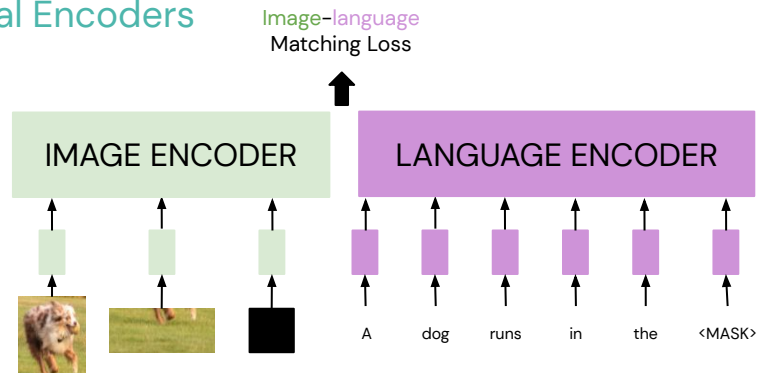 al Encoders
Image-language
Matching Loss
IMAGE ENCODER
LANGUAGE ENCODER
A dog runs in the <MASK>